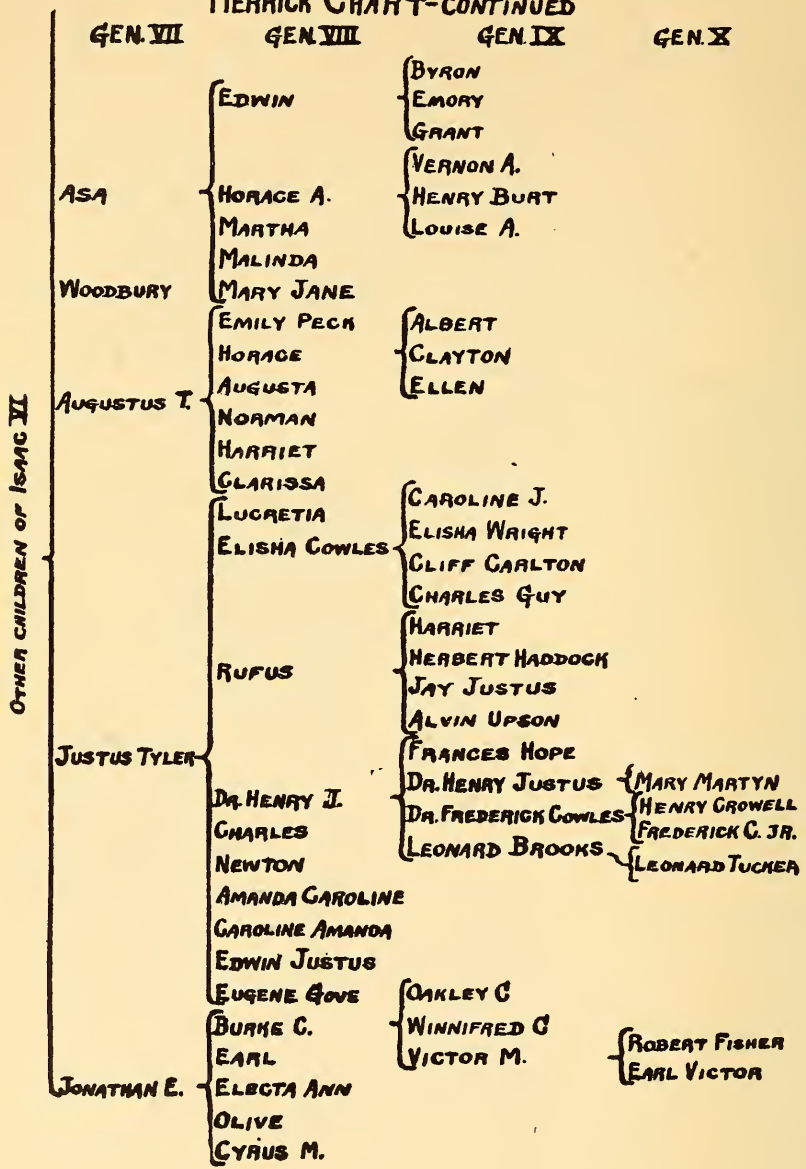 HERRICK CHART-CONTINUED
GEN. VII GEN. VIII GEN. IX GEN. X
OTHER CHILDREN OF ISAAC VI
BYRON
EDWIN EMORY
GRANT
VERNON A.
ASA HORACE A. HENRY BURT
MARTHA LOUISE A.
MALINDA
WOODBURY MARY JANE
EMILY PECK ALBERT
HORACE CLAYTON
AUGUSTUS T. AUGUSTA ELLEN
NORMAN
HARRIET
CLARISSA
LUCRETIA CAROLINE J.
ELISHA COWLES ELISHA WRIGHT
CLIFF CARLTON
CHARLES GUY
HARRIET
RUFUS HERBERT HADDOCK
JAY JUSTUS
ALVIN UPSON
JUSTUS TYLER FRANCES HOPE
DR. HENRY JUSTUS MARY MARTYN
DR. HENRY I. DR. FREDERICK COWLES HENRY CROWELL
CHARLES FREDERICK C. JR.
NEWTON LEONARD BROOKS LEONARD TUCKER
AMANDA CAROLINE
CAROLINE AMANDA
EDWIN JUSTUS
EUGENE GOVE OAKLEY C
BURKE C. WINNIFRED C
EARL VICTOR M. ROBERT FISHER
JONATHAN E. ELECTA ANN EARL VICTOR
OLIVE
CYRUS M.